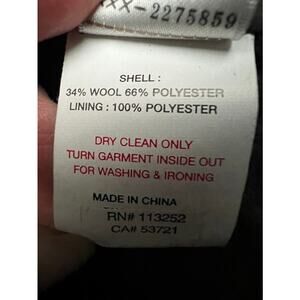 XX-2275859
SHELL :
34% WOOL 66% POLYESTER
LINING : 100% POLYESTER
DRY CLEAN ONLY
TURN GARMENT INSIDE OUT
FOR WASHING & IRONING
MADE IN CHINA
RN# 113252
CA# 53721